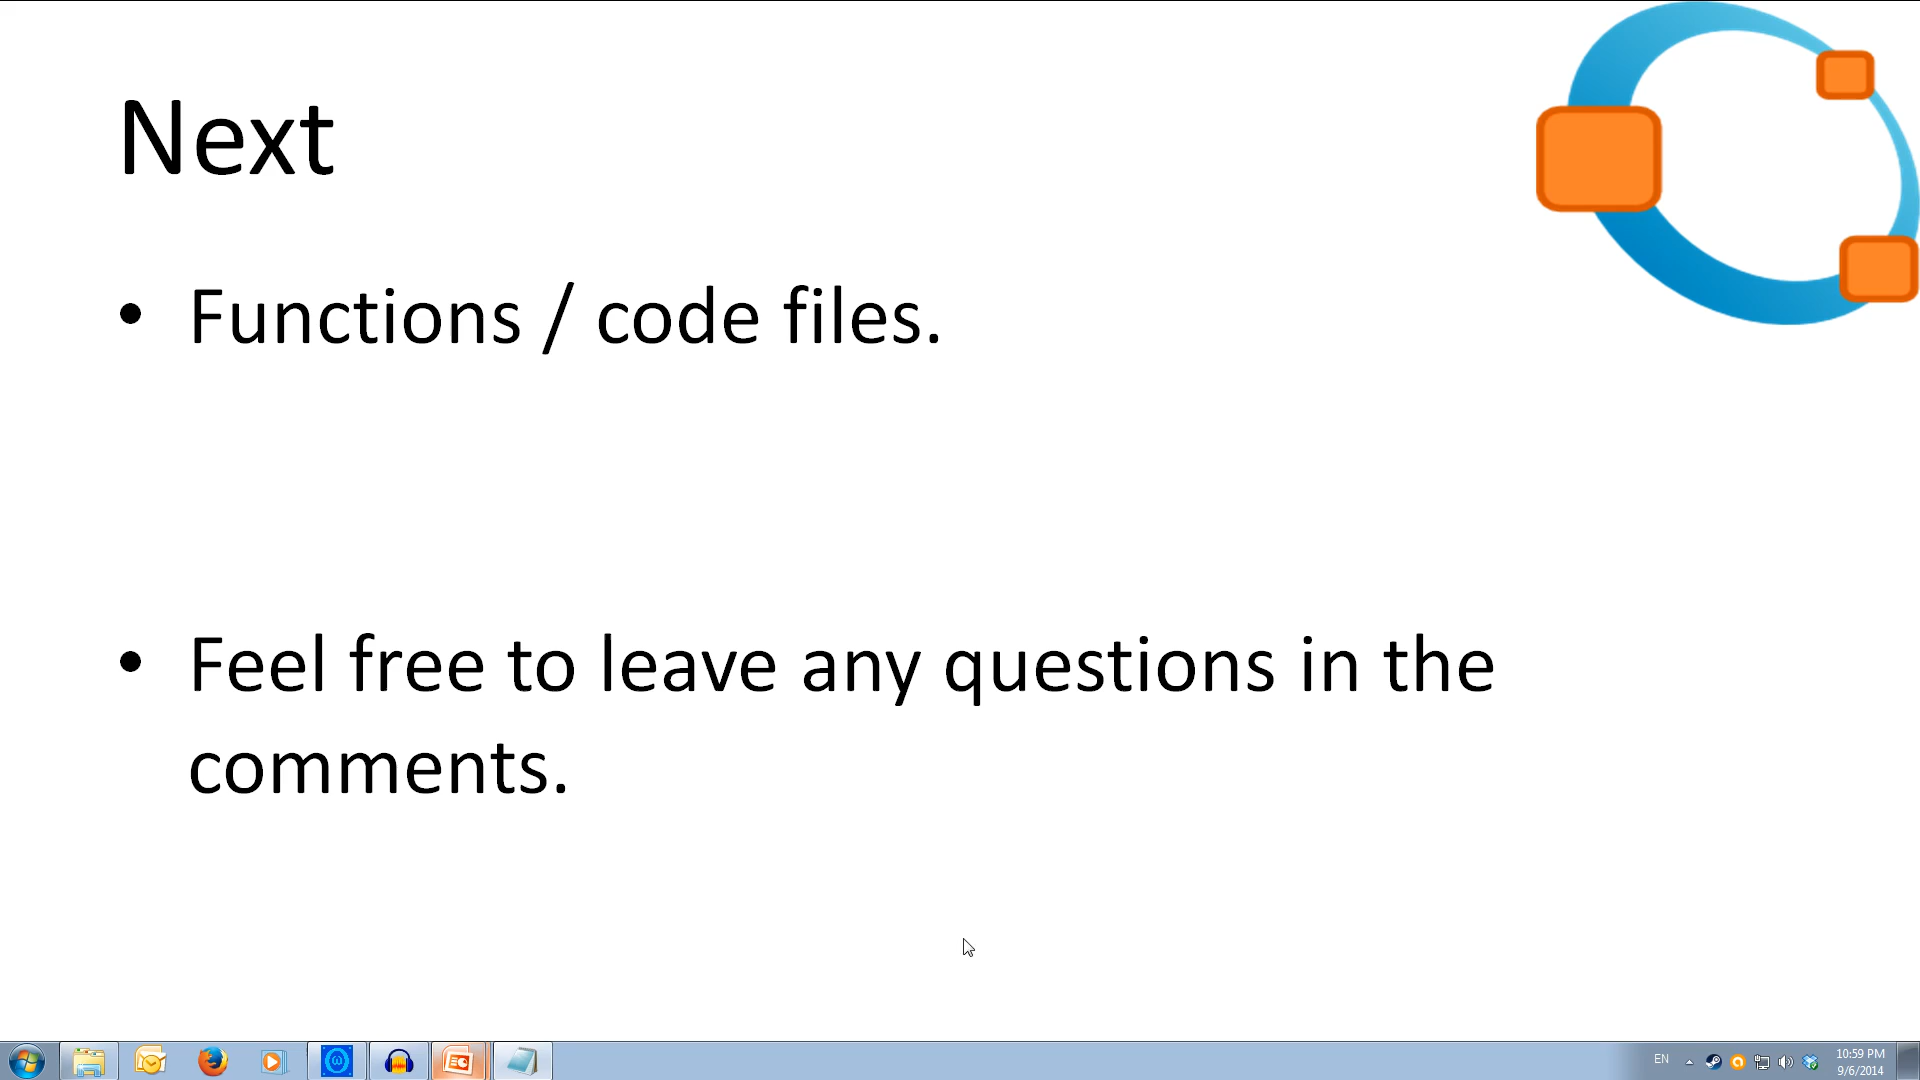 Next
• Functions / code files.
• Feel free to leave any questions in the
comments.
EN
10:59 PM
9/6/2014